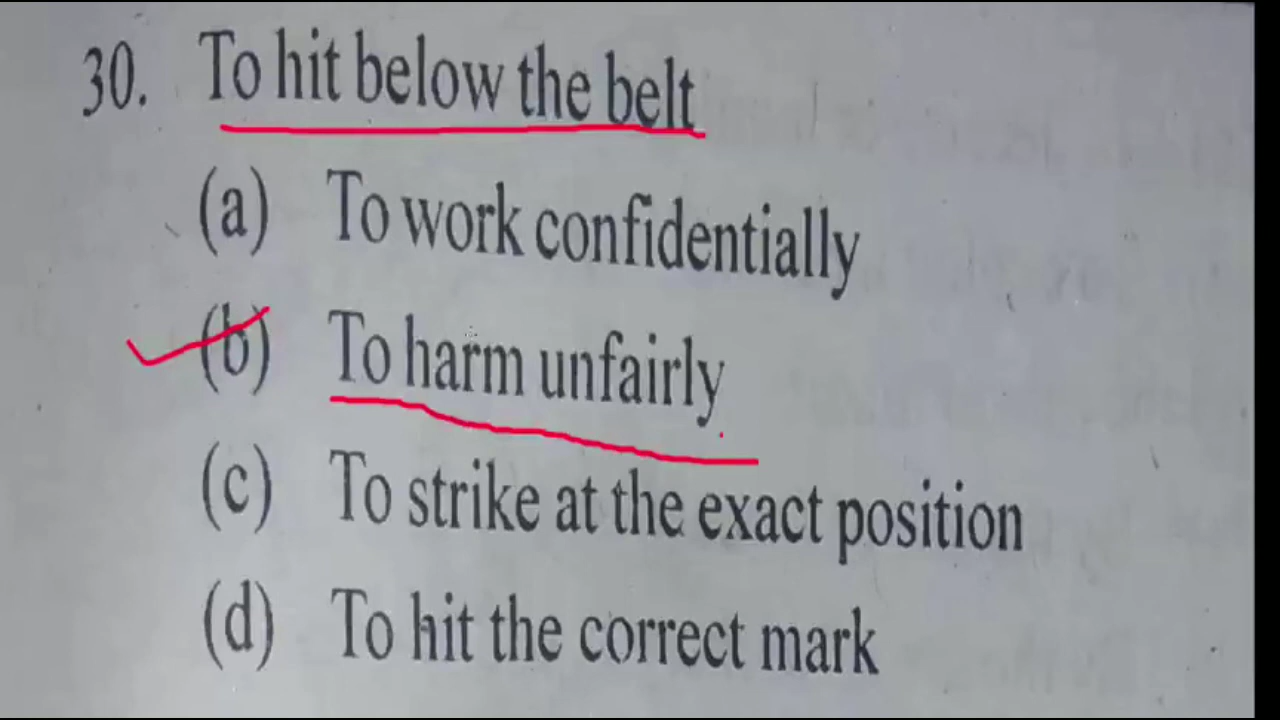 30. To hit below the belt
(a) To work confidentially
(b) To harm unfairly
(c) To strike at the exact position
(d) To hit the correct mark